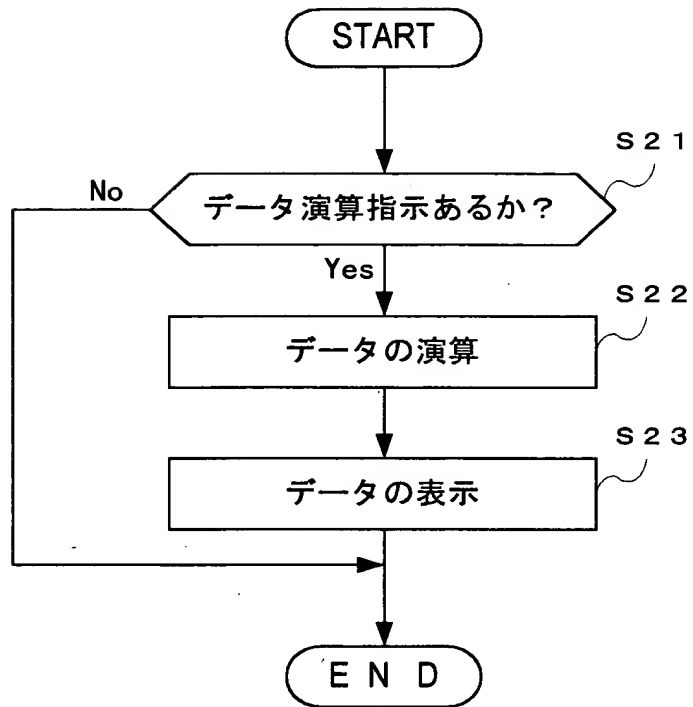 START
S21
No
データ演算指示あるか?
Yes
S22
データの演算
S23
データの表示
END